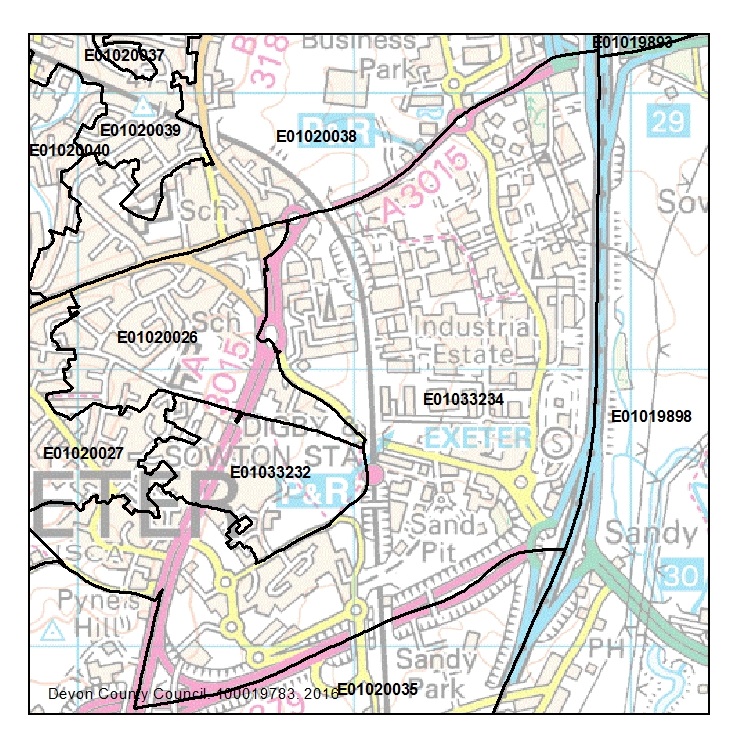 E01020037
B
318
Business
Park
E01019893
47
E01020039
E01020038
P&R
29
E01020040
A 3015
Sch
Sow
Sch
E01020026
Industrial
Estate
A
3015
E01033234
E01019898
DIGBY &
EXETER
S
E01020027
SOWTON STA
E01033232
ETER
P&R
Sand
Pit
Sandy
ISCA
30
Pynes
Hill
PH
Sandy
Park
Devon County Council. 100019783. 2016
E01020035
379